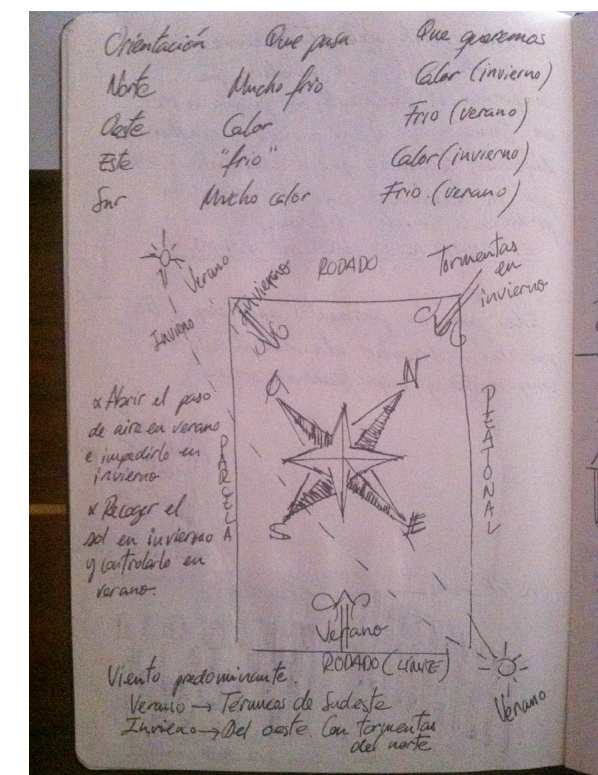 Orientación Que pasa Que queremos
Norte Mucho frio Calor (invierno)
Oeste Calor Frio (verano)
Este "frio" Calor (invierno)
Sur Mucho calor Frio (verano)
Verano
Invierno
Invierno
RODADO
Tormentas
en
invierno
O
N
S
E
PEATONAL
PARCELA
x Abrir el paso
de aire en verano
e impedirlo en
invierno
x Recoger el
sol en invierno
y controlarlo en
verano.
Verano
RODADO (LIMITE)
Verano
Viento predominante.
Verano → Térmicos de Sudeste
Invierno → Del oeste. Con tormentas
del norte